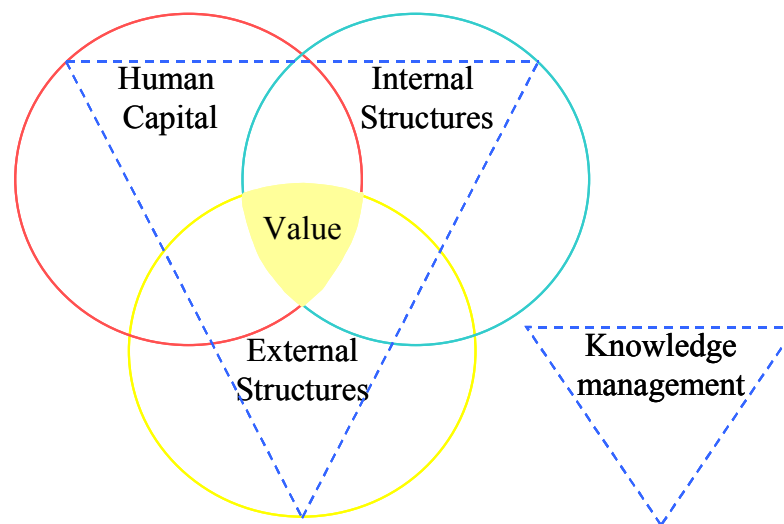 Human
Capital
Internal
Structures
Value
External
Structures
Knowledge
management